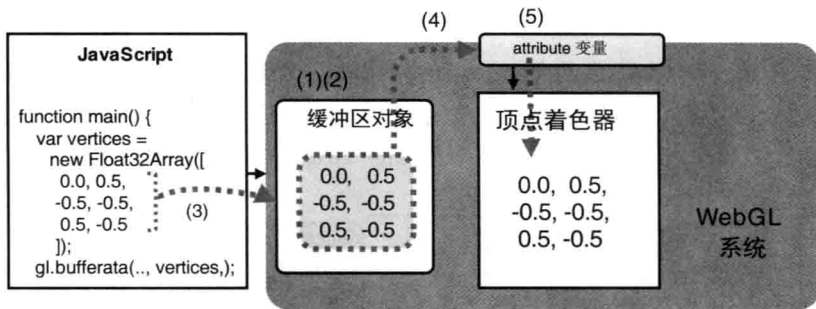 JavaScript
function main() {
var vertices =
new Float32Array([
0.0, 0.5,
-0.5, -0.5,
0.5, -0.5
]);
gl.bufferata(.., vertices,);
(3)
(1)(2)
缓冲区对象
0.0, 0.5
-0.5, -0.5
0.5, -0.5
(4)
(5)
attribute 变量
顶点着色器
0.0, 0.5,
-0.5, -0.5,
0.5, -0.5
WebGL
系统